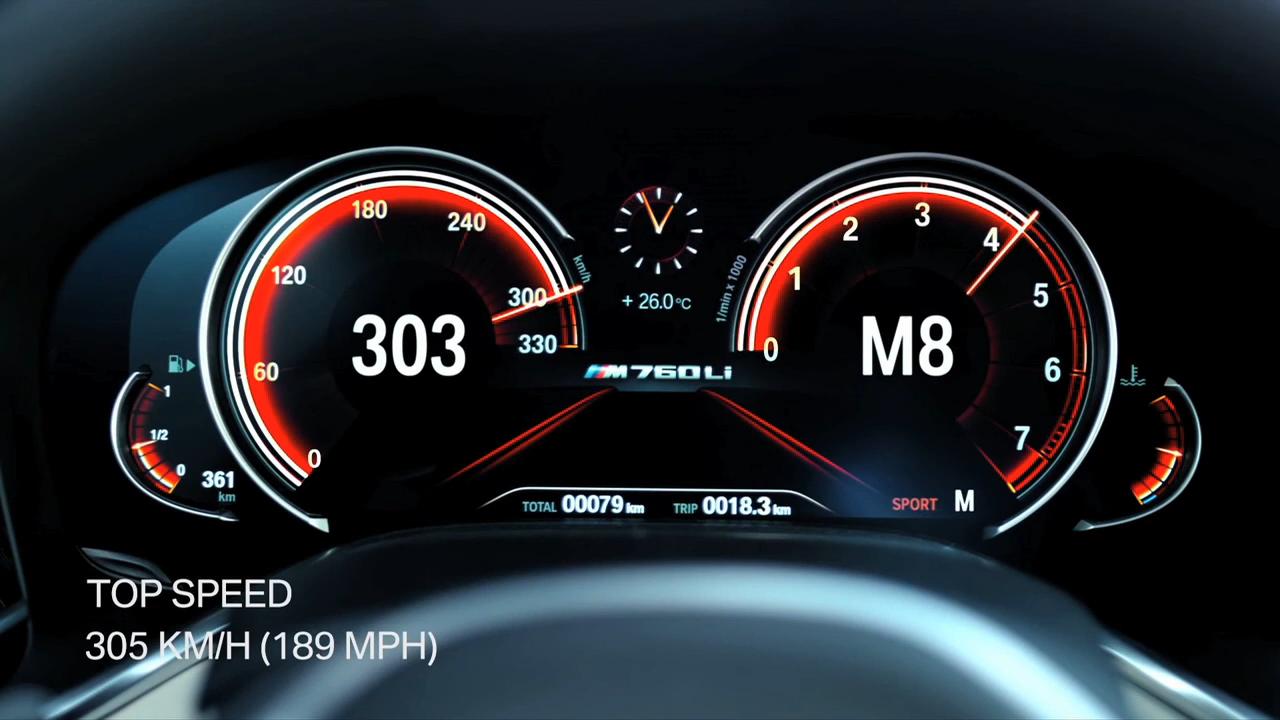 180
240
120
300
330
60
0
km/h
303
+ 26.0°C
M760Li
1/min x 1000
0
1
2
3
4
5
6
7
M8
1
1/2
0
361
km
TOTAL 00079 km TRIP 0018.3 km
SPORT M
TOP SPEED
305 KM/H (189 MPH)